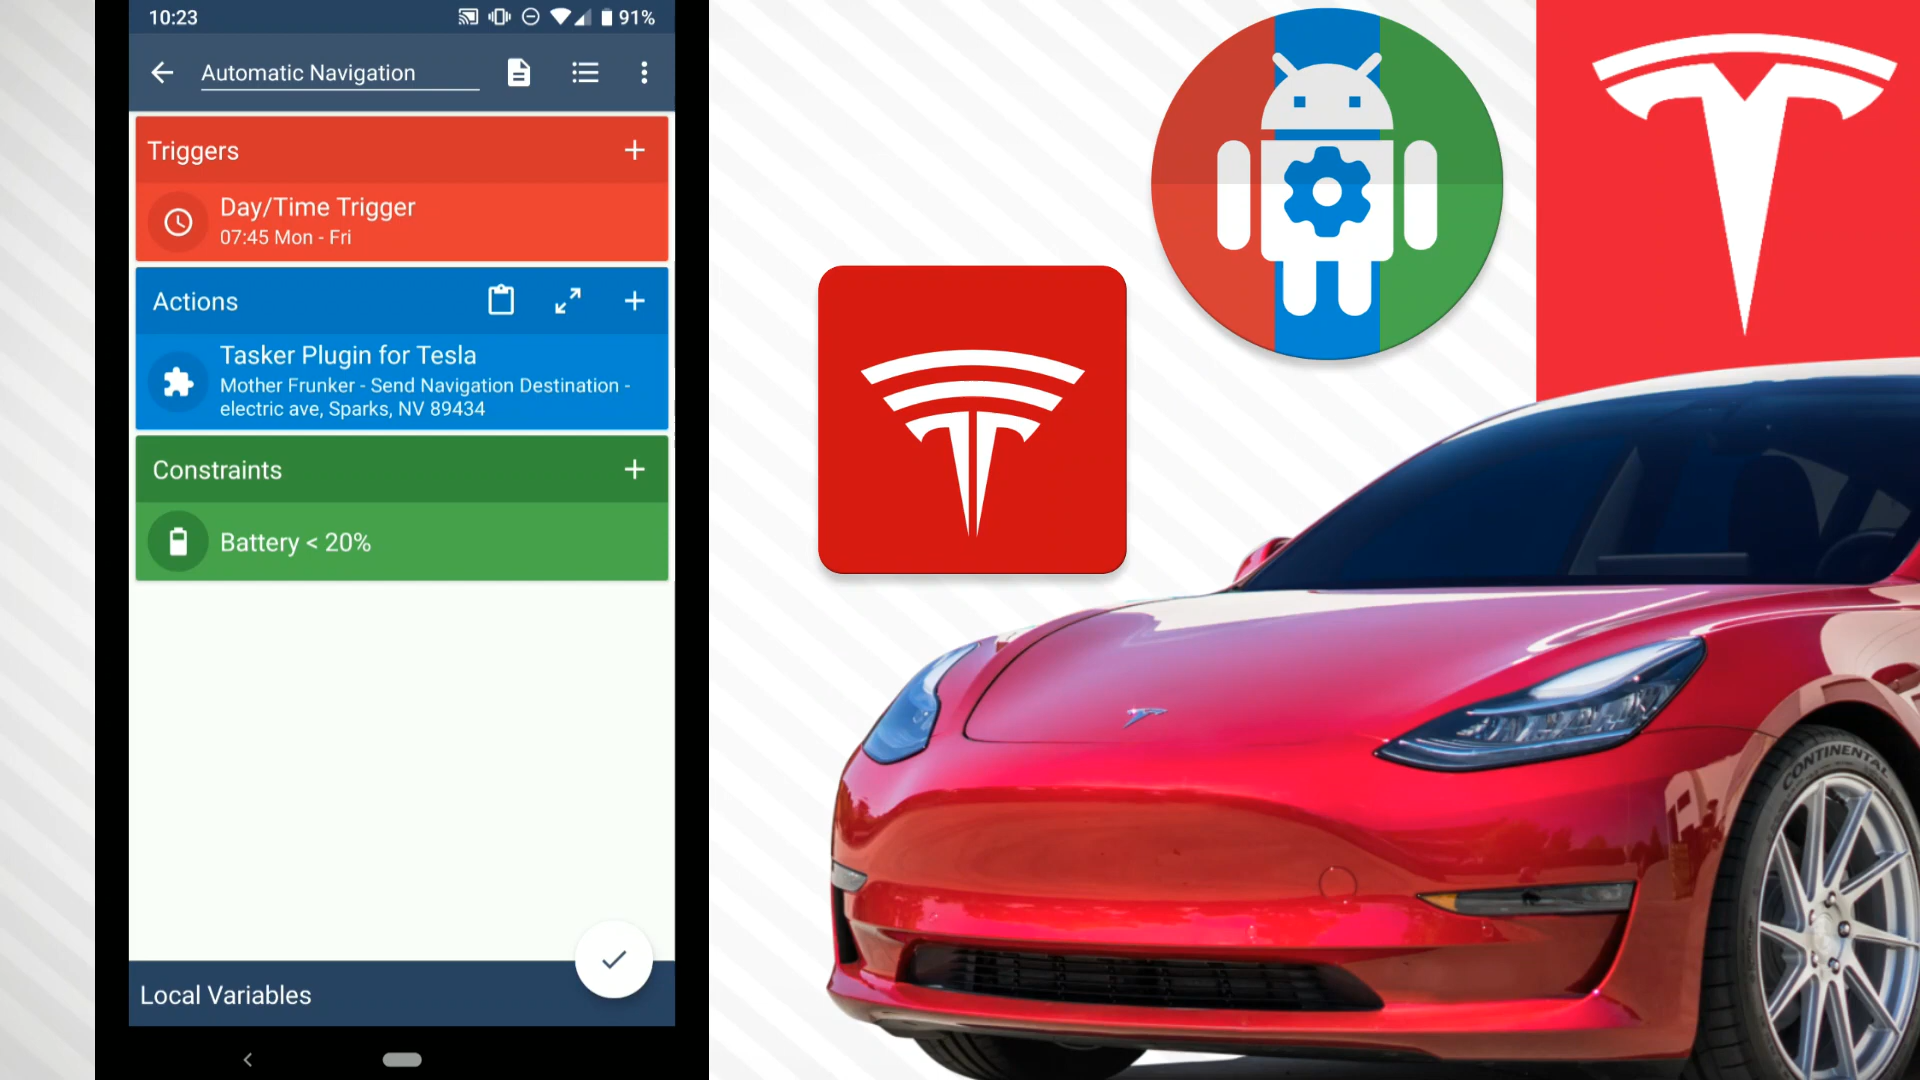 10:23
91%
Automatic Navigation
Triggers
Day/Time Trigger
07:45 Mon - Fri
Actions
Tasker Plugin for Tesla
Mother Frunker - Send Navigation Destination -
electric ave, Sparks, NV 89434
Constraints
Battery < 20%
Local Variables
CONTINENTAL